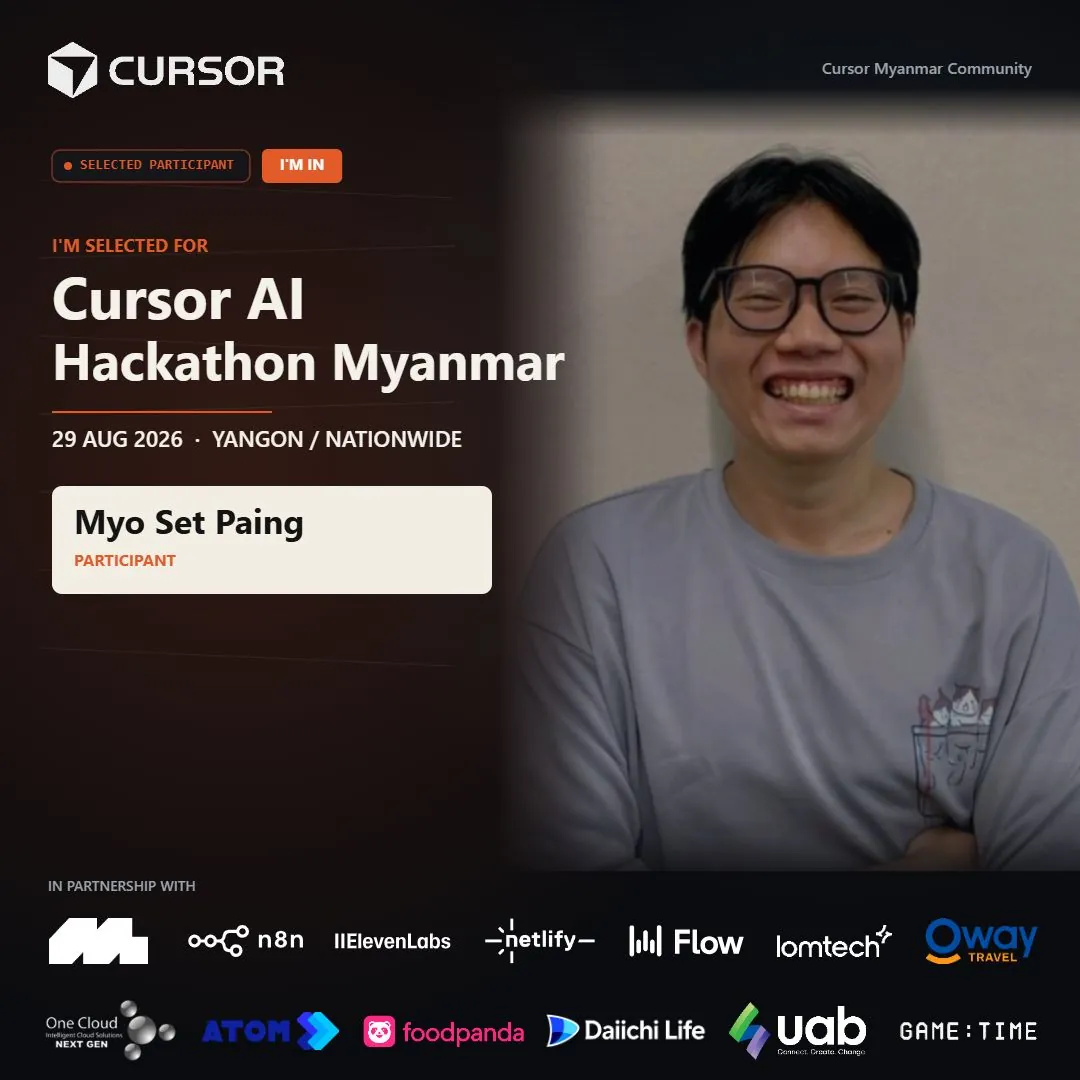 CURSOR
Cursor Myanmar Community
SELECTED PARTICIPANT
I'M IN
I'M SELECTED FOR
Cursor AI
Hackathon Myanmar
29 AUG 2026 · YANGON / NATIONWIDE
Myo Set Paing
PARTICIPANT
IN PARTNERSHIP WITH
n8n
IIElevenLabs
netlify
Flow
lomtech
Oway
TRAVEL
One Cloud
Intelligent Cloud Solutions
NEXT GEN
ATOM
foodpanda
Daiichi Life
uab
Connect. Create. Change
GAME:TIME